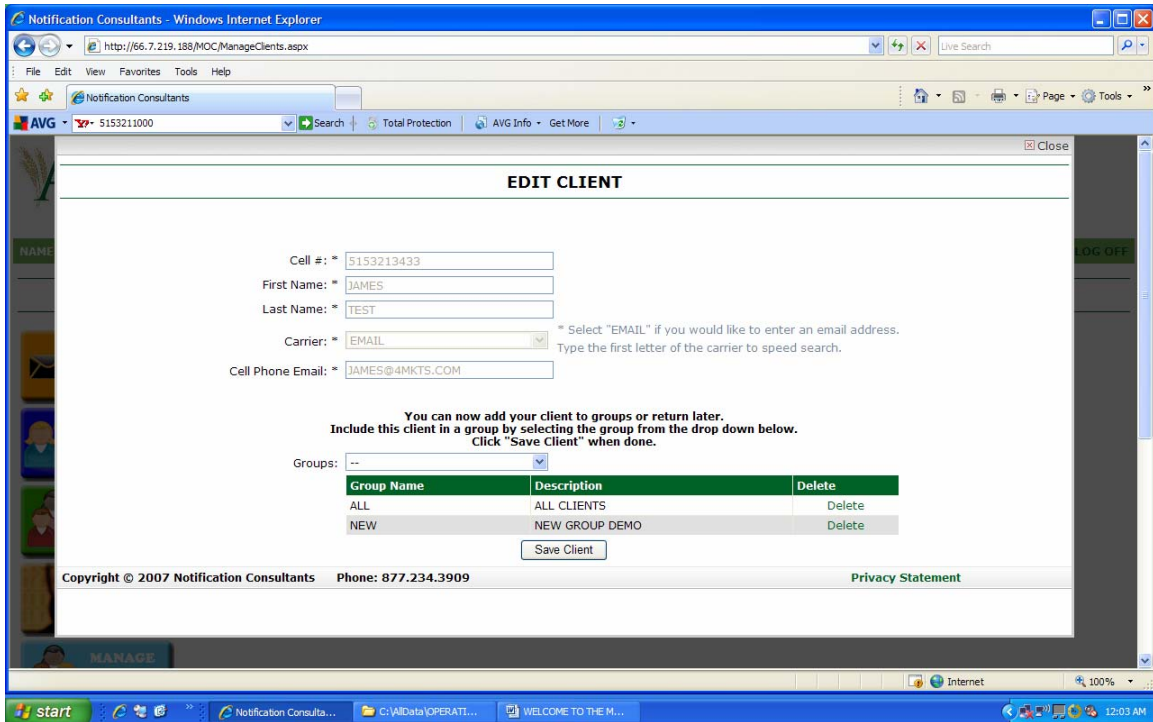 Notification Consultants - Windows Internet Explorer
http://66.7.219.188/MOC/ManageClients.aspx
Live Search
File Edit View Favorites Tools Help
Notification Consultants
Page Tools
AVG 5153211000 Search Total Protection AVG Info Get More
Close
EDIT CLIENT
NAME
LOG OFF
Cell #: * 5153213433
First Name: * JAMES
Last Name: * TEST
* Select "EMAIL" if you would like to enter an email address.
Carrier: * EMAIL
Type the first letter of the carrier to speed search.
Cell Phone Email: * JAMES@4MKTS.COM
You can now add your client to groups or return later.
Include this client in a group by selecting the group from the drop down below.
Click "Save Client" when done.
Groups: --
Group Name Description Delete
ALL ALL CLIENTS Delete
NEW NEW GROUP DEMO Delete
Save Client
Copyright © 2007 Notification Consultants Phone: 877.234.3909 Privacy Statement
MANAGE
Internet 100%
start Notification Consulta... C:\AllData\OPERATI... WELCOME TO THE M... 12:03 AM